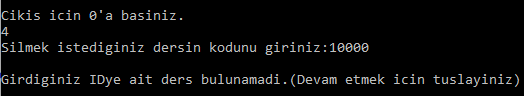 Cikis icin 0'a basiniz.
4
Silmek istediginiz dersin kodunu giriniz:10000
Girdiginiz IDye ait ders bulunamadi.(Devam etmek icin tuslayiniz)